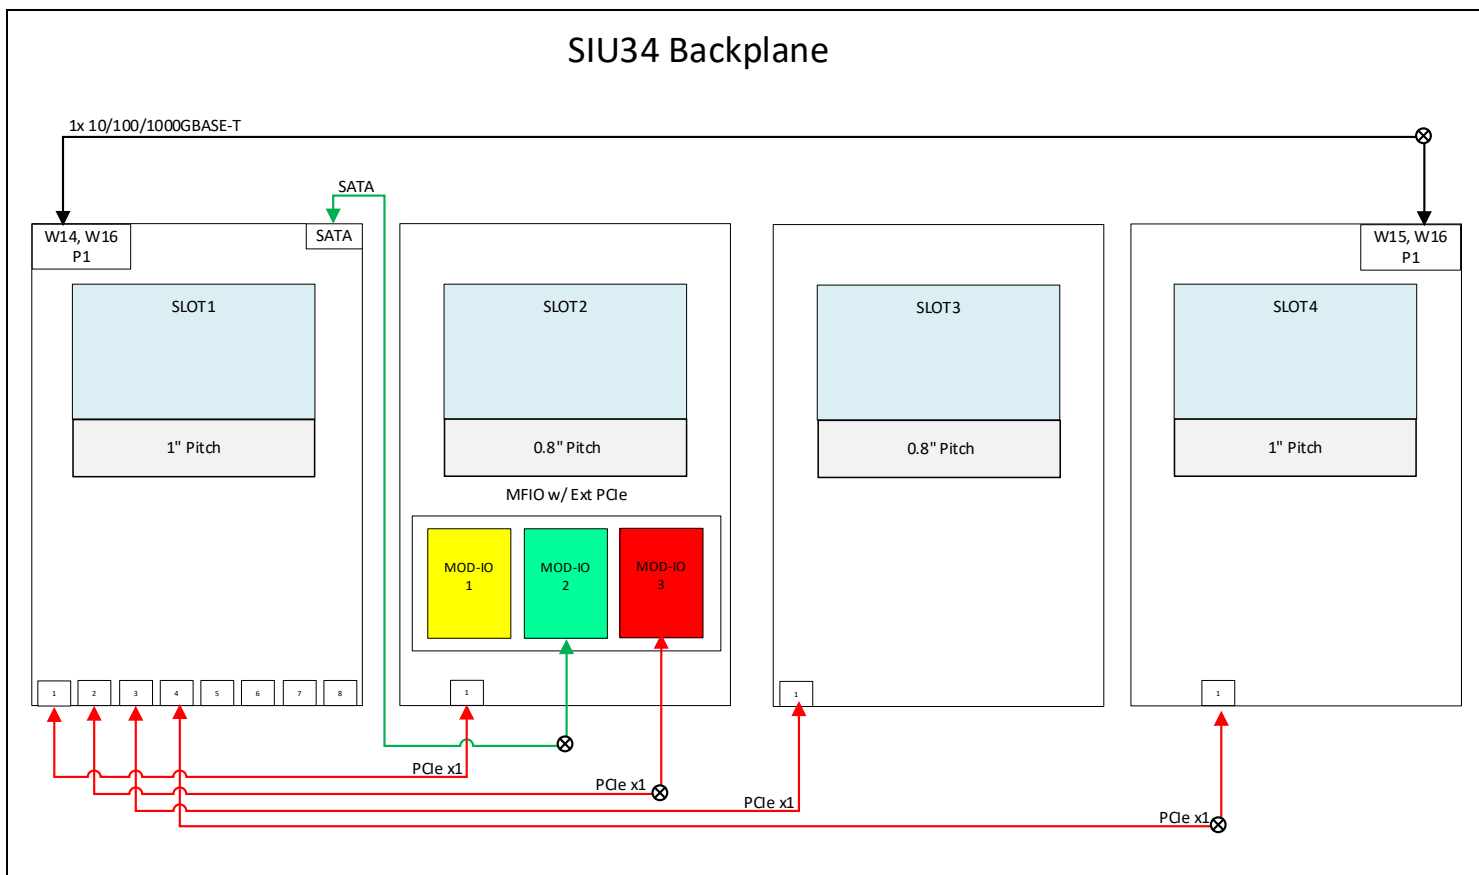 SIU34 Backplane
1x 10/100/1000GBASE-T
SATA
W14, W16
P1
SATA
W15, W16
P1
SLOT1
SLOT2
SLOT3
SLOT4
1" Pitch
0.8" Pitch
0.8" Pitch
1" Pitch
MFIO w/ Ext PCIe
MOD-IO
1
MOD-IO
2
MOD-IO
3
1
2
3
4
5
6
7
8
1
1
1
PCIe x1
PCIe x1
PCIe x1
PCIe x1